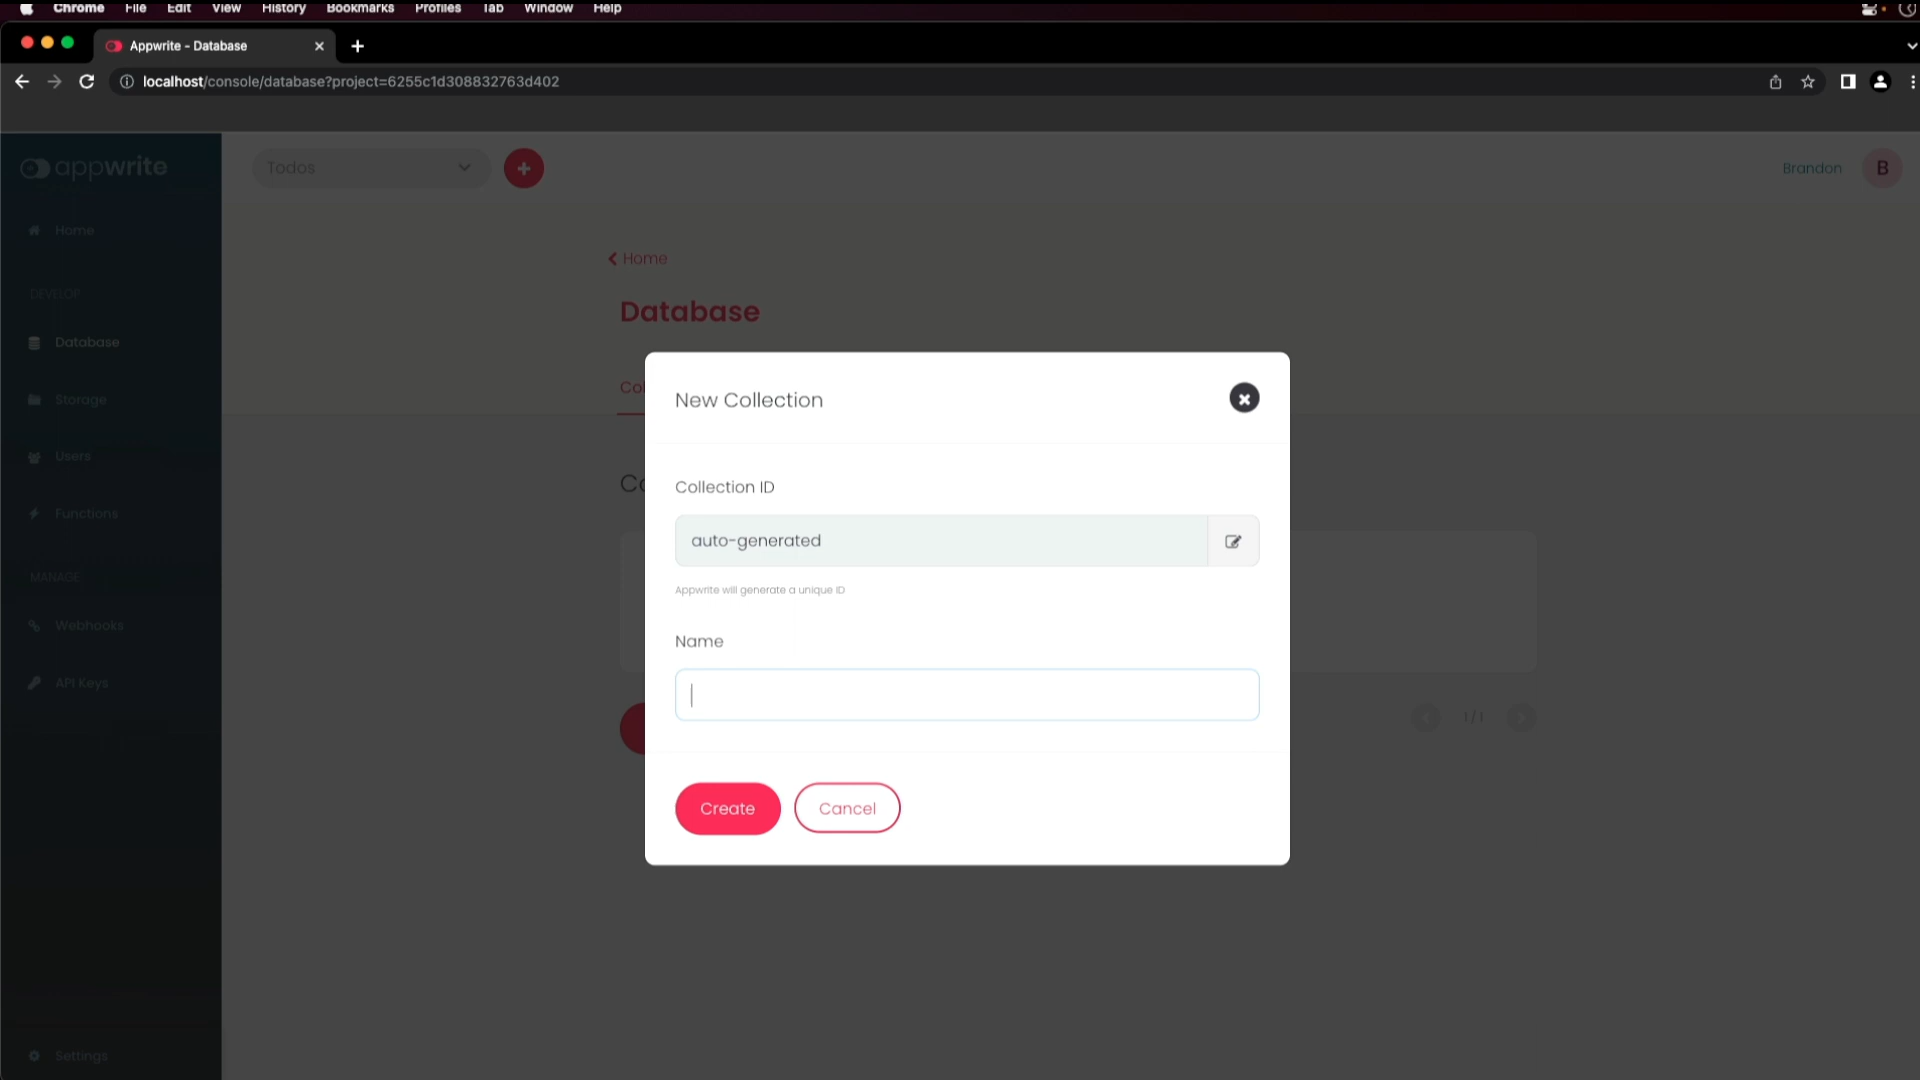 Chrome File Edit View History Bookmarks Profiles Tab Window Help
Appwrite - Database
localhost/console/database?project=6255c1d308832763d402
appwrite
Todos
Brandon
B
Home
DEVELOP
Database
Storage
Users
Functions
MANAGE
Webhooks
API Keys
Settings
Home
Database
Col
Co
New Collection
Collection ID
auto-generated
Appwrite will generate a unique ID
Name
Create Cancel
1 / 1